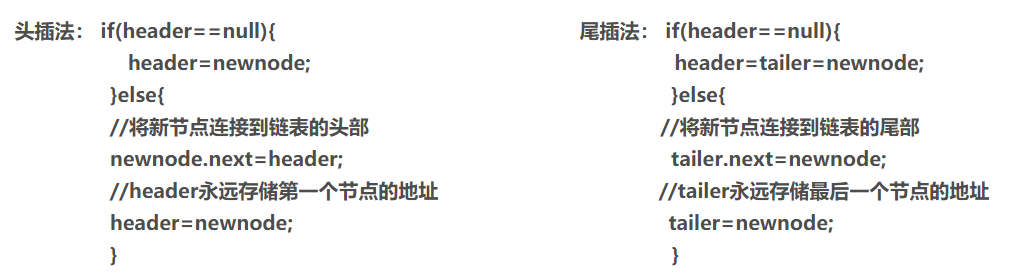 头插法： if(header==null){
header=newnode;
}else{
//将新节点连接到链表的头部
newnode.next=header;
//header永远存储第一个节点的地址
header=newnode;
}
尾插法： if(header==null){
header=tailer=newnode;
}else{
//将新节点连接到链表的尾部
tailer.next=newnode;
//tailer永远存储最后一个节点的地址
tailer=newnode;
}